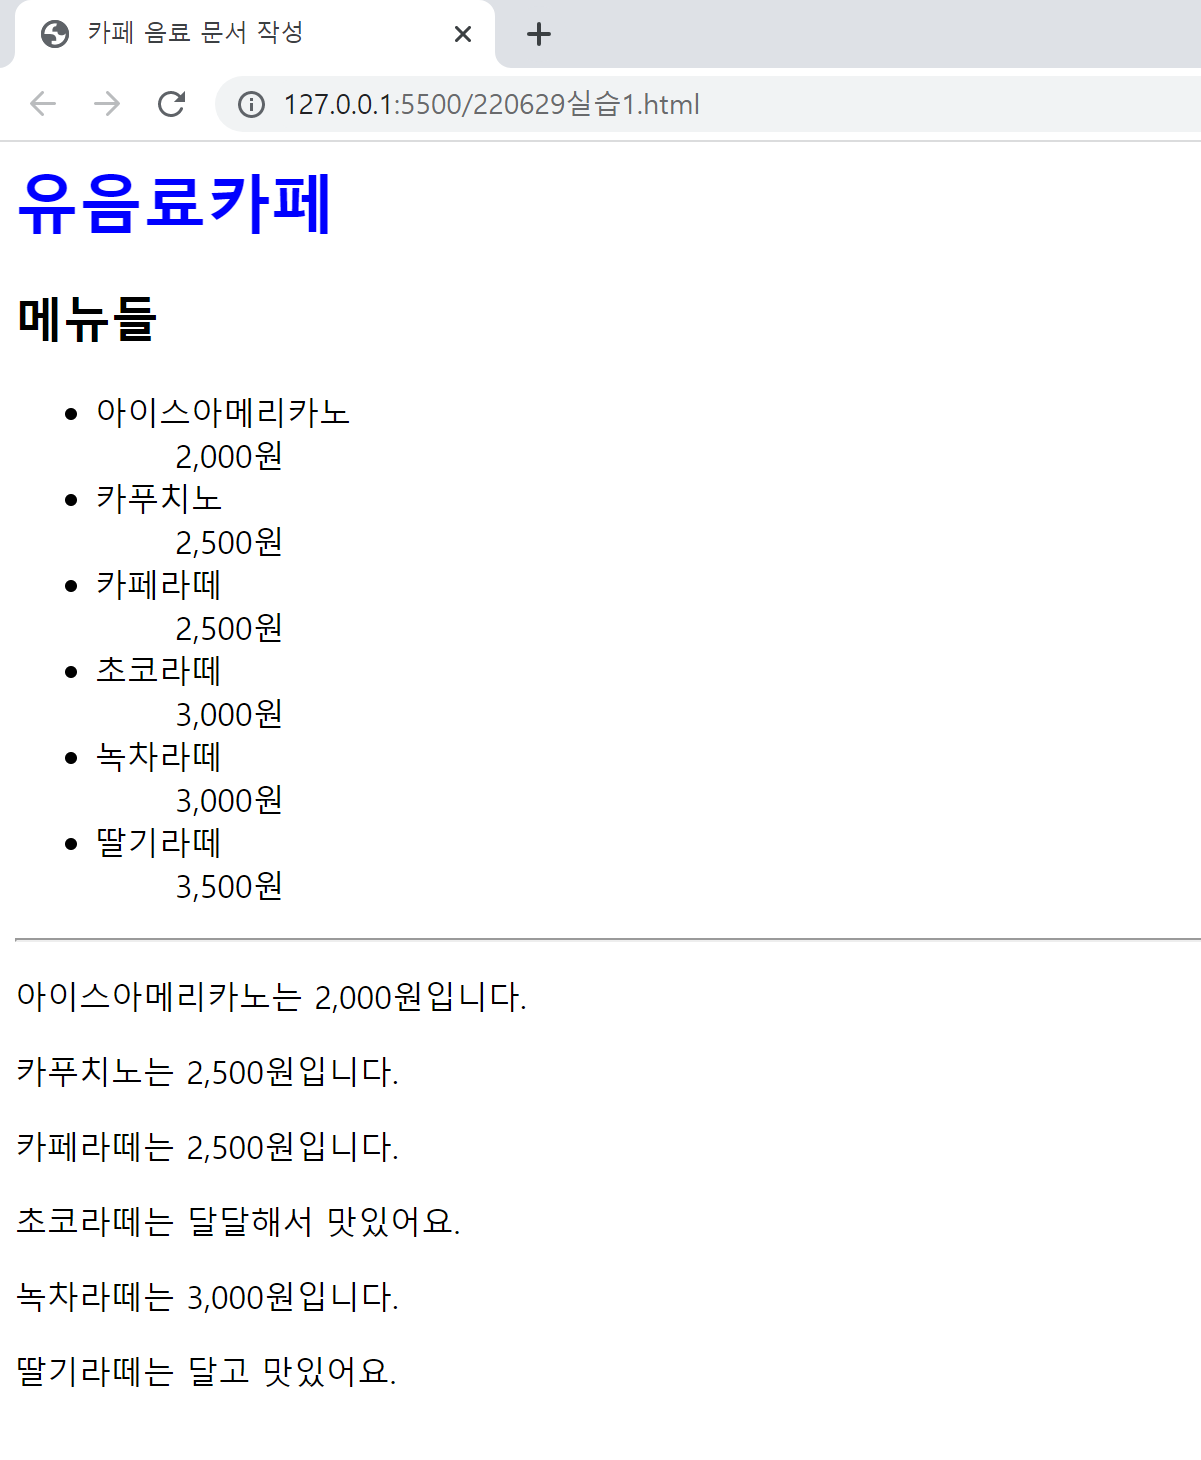 카페 음료 문서 작성
127.0.0.1:5500/220629실습1.html
유음료카페
메뉴들
아이스아메리카노
2,000원
카푸치노
2,500원
카페라떼
2,500원
초코라떼
3,000원
녹차라떼
3,000원
딸기라떼
3,500원
아이스아메리카노는 2,000원입니다.
카푸치노는 2,500원입니다.
카페라떼는 2,500원입니다.
초코라떼는 달달해서 맛있어요.
녹차라떼는 3,000원입니다.
딸기라떼는 달고 맛있어요.